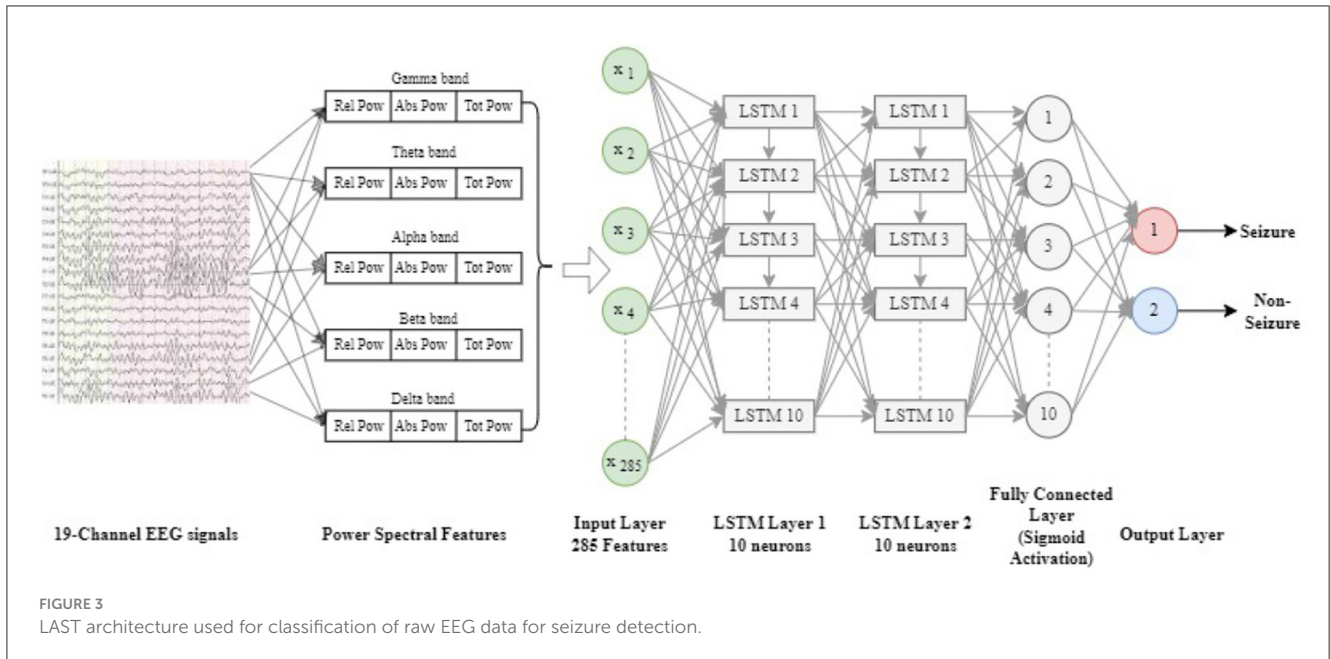 Gamma band
Rel Pow Abs Pow Tot Pow
Theta band
Rel Pow Abs Pow Tot Pow
Alpha band
Rel Pow Abs Pow Tot Pow
Beta band
Rel Pow Abs Pow Tot Pow
Delta band
Rel Pow Abs Pow Tot Pow
x 1
x 2
x 3
x 4
x 285
LSTM 1
LSTM 2
LSTM 3
LSTM 4
LSTM 10
LSTM 1
LSTM 2
LSTM 3
LSTM 4
LSTM 10
1
2
3
4
10
1
2
Seizure
Non-
Seizure
19-Channel EEG signals
Power Spectral Features
Input Layer
285 Features
LSTM Layer 1
10 neurons
LSTM Layer 2
10 neurons
Fully Connected
Layer
(Sigmoid
Activation)
Output Layer
FIGURE 3
LAST architecture used for classification of raw EEG data for seizure detection.